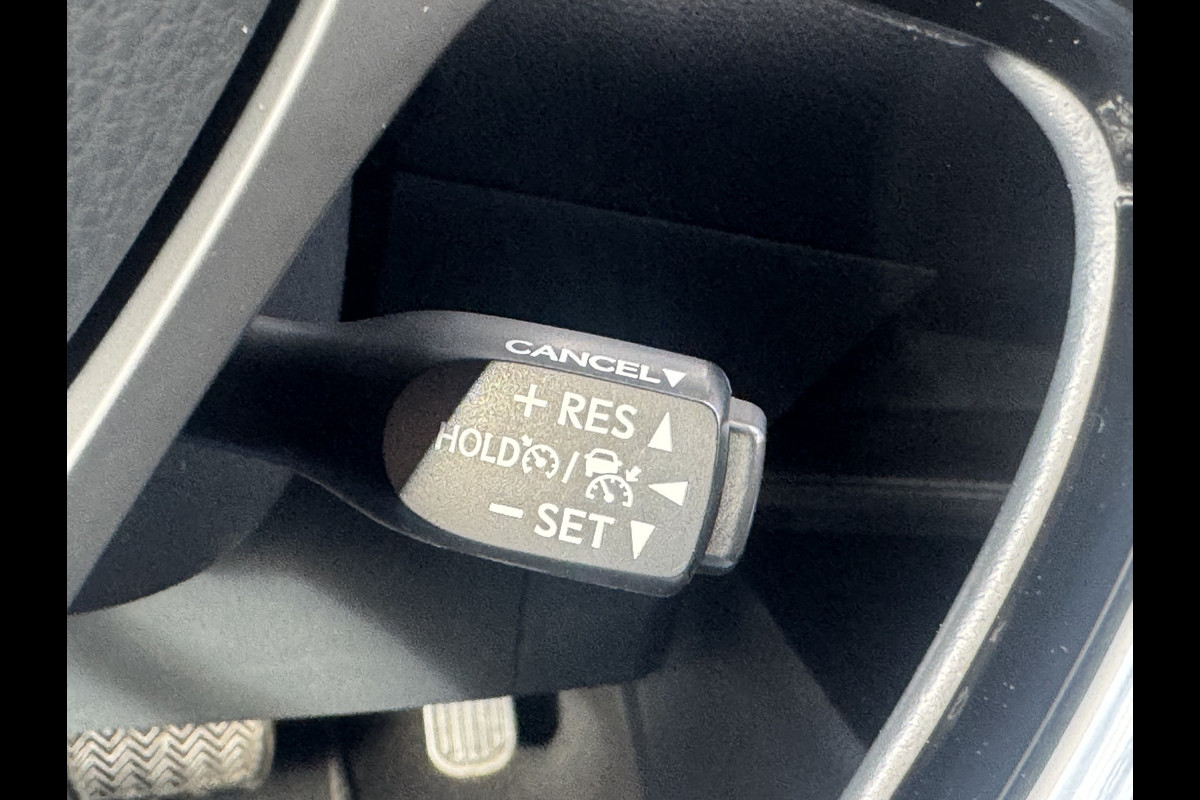 CANCEL▼
+ RES ▲
HOLD / ◀
− SET ▼